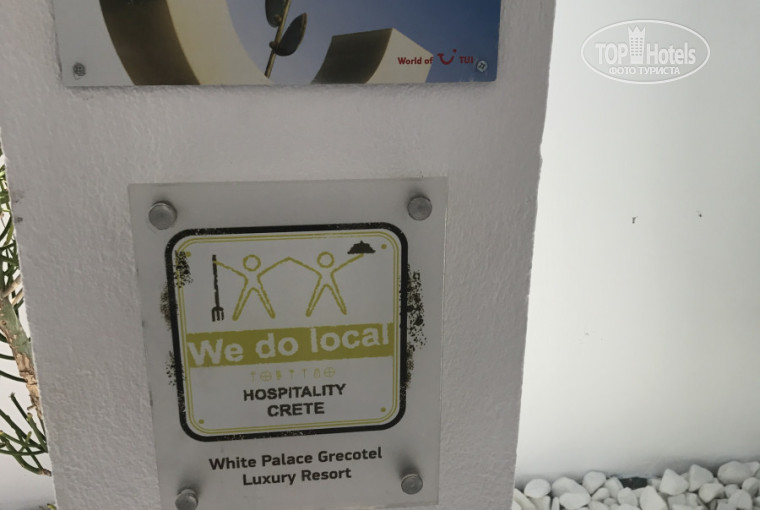 World of TUI
TOP Hotels
ФОТО ТУРИСТА
We do local
HOSPITALITY
CRETE
White Palace Grecotel
Luxury Resort